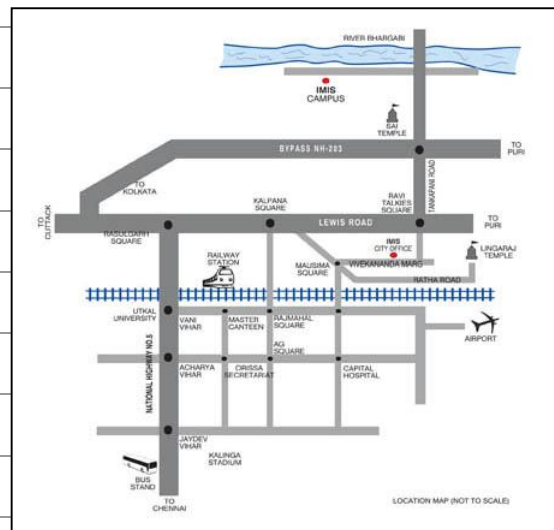 RIVER BHARGABI
IMIS
CAMPUS
SAI
TEMPLE
BYPASS NH-203
TO
PURI
TANKAPANI ROAD
TO
KOLKATA
KALPANA
SQUARE
RAVI
TALKIES
SQUARE
TO
CUTTACK
LEWIS ROAD
TO
PURI
RASULGARH
SQUARE
IMIS
CITY OFFICE
RAILWAY
STATION
MAUSIMA
SQUARE
VIVEKANANDA MARG
LINGARAJ
TEMPLE
RATHA ROAD
UTKAL
UNIVERSITY
VANI
VIHAR
MASTER
CANTEEN
RAJMAHAL
SQUARE
AIRPORT
NATIONAL HIGHWAY NO.5
AG
SQUARE
ACHARYA
VIHAR
ORISSA
SECRETARIAT
CAPITAL
HOSPITAL
JAYDEV
VIHAR
KALINGA
STADIUM
BUS
STAND
TO
CHENNAI
LOCATION MAP (NOT TO SCALE)